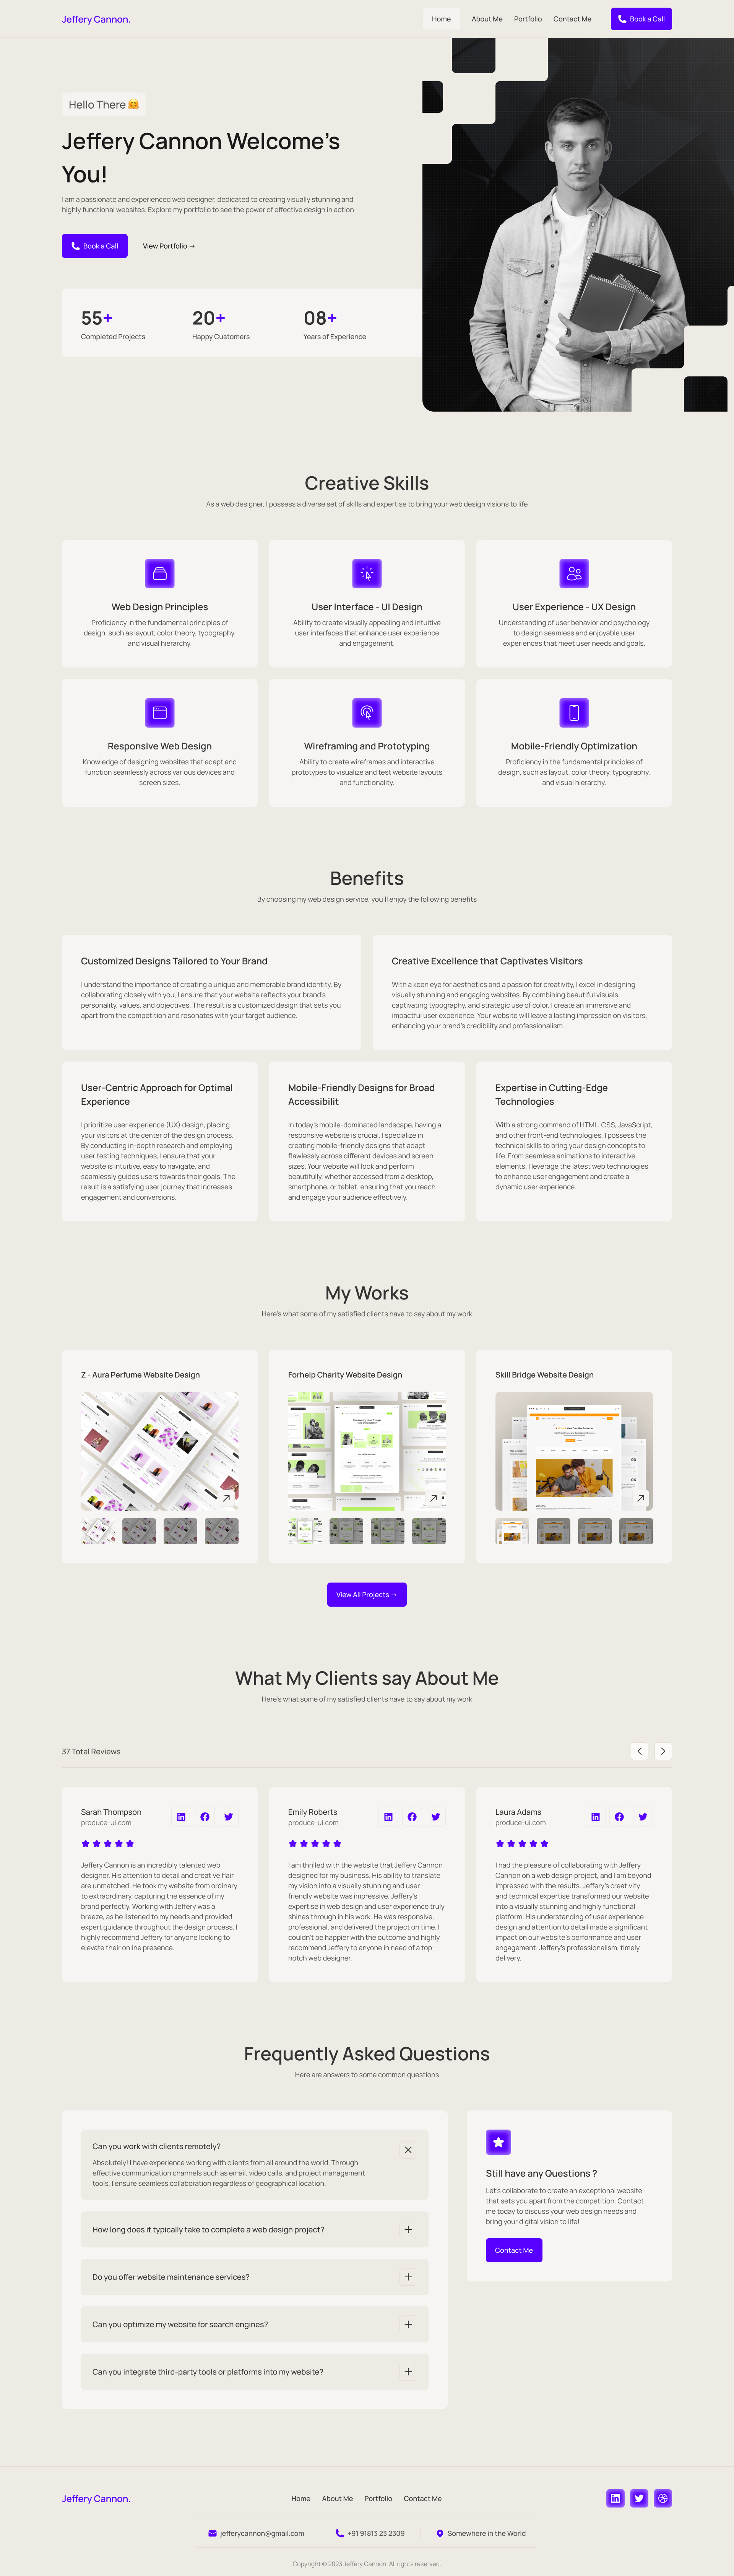 Jeffery Cannon.
Home
About Me
Portfolio
Contact Me
Book a Call
Hello There 🤗
Jeffery Cannon Welcome's
You!
I am a passionate and experienced web designer, dedicated to creating visually stunning and
highly functional websites. Explore my portfolio to see the power of effective design in action
Book a Call
View Portfolio →
55+
20+
08+
Completed Projects
Happy Customers
Years of Experience
Creative Skills
As a web designer, I possess a diverse set of skills and expertise to bring your web design visions to life
Web Design Principles
Proficiency in the fundamental principles of
design, such as layout, color theory, typography,
and visual hierarchy.
User Interface - UI Design
Ability to create visually appealing and intuitive
user interfaces that enhance user experience
and engagement.
User Experience - UX Design
Understanding of user behavior and psychology
to design seamless and enjoyable user
experiences that meet user needs and goals.
Responsive Web Design
Knowledge of designing websites that adapt and
function seamlessly across various devices and
screen sizes.
Wireframing and Prototyping
Ability to create wireframes and interactive
prototypes to visualize and test website layouts
and functionality.
Mobile-Friendly Optimization
Proficiency in the fundamental principles of
design, such as layout, color theory, typography,
and visual hierarchy.
Benefits
By choosing my web design service, you'll enjoy the following benefits
Customized Designs Tailored to Your Brand
I understand the importance of creating a unique and memorable brand identity. By
collaborating closely with you, I ensure that your website reflects your brand's
personality, values, and objectives. The result is a customized design that sets you
apart from the competition and resonates with your target audience.
Creative Excellence that Captivates Visitors
With a keen eye for aesthetics and a passion for creativity, I excel in designing
visually stunning and engaging websites. By combining beautiful visuals,
captivating typography, and strategic use of color, I create an immersive and
impactful user experience. Your website will leave a lasting impression on visitors,
enhancing your brand's credibility and professionalism.
User-Centric Approach for Optimal
Experience
I prioritize user experience (UX) design, placing
your visitors at the center of the design process.
By conducting in-depth research and employing
user testing techniques, I ensure that your
website is intuitive, easy to navigate, and
seamlessly guides users towards their goals. The
result is a satisfying user journey that increases
engagement and conversions.
Mobile-Friendly Designs for Broad
Accessibilit
In today's mobile-dominated landscape, having a
responsive website is crucial. I specialize in
creating mobile-friendly designs that adapt
flawlessly across different devices and screen
sizes. Your website will look and perform
beautifully, whether accessed from a desktop,
smartphone, or tablet, ensuring that you reach
and engage your audience effectively.
Expertise in Cutting-Edge
Technologies
With a strong command of HTML, CSS, JavaScript,
and other front-end technologies, I possess the
technical skills to bring your design concepts to
life. From seamless animations to interactive
elements, I leverage the latest web technologies
to enhance user engagement and create a
dynamic user experience.
My Works
Here's what some of my satisfied clients have to say about my work
Z - Aura Perfume Website Design
Forhelp Charity Website Design
Skill Bridge Website Design
View All Projects →
What My Clients say About Me
Here's what some of my satisfied clients have to say about my work
37 Total Reviews
Sarah Thompson
produce-ui.com
Jeffery Cannon is an incredibly talented web
designer. His attention to detail and creative flair
are unmatched. He took my website from ordinary
to extraordinary, capturing the essence of my
brand perfectly. Working with Jeffery was a
breeze, as he listened to my needs and provided
expert guidance throughout the design process. I
highly recommend Jeffery for anyone looking to
elevate their online presence.
Emily Roberts
produce-ui.com
I am thrilled with the website that Jeffery Cannon
designed for my business. His ability to translate
my vision into a visually stunning and user-
friendly website was impressive. Jeffery's
expertise in web design and user experience truly
shines through in his work. He was responsive,
professional, and delivered the project on time. I
couldn't be happier with the outcome and highly
recommend Jeffery to anyone in need of a top-
notch web designer.
Laura Adams
produce-ui.com
I had the pleasure of collaborating with Jeffery
Cannon on a web design project, and I am beyond
impressed with the results. Jeffery's creativity
and technical expertise transformed our website
into a visually stunning and highly functional
platform. His understanding of user experience
design and attention to detail made a significant
impact on our website's performance and user
engagement. Jeffery's professionalism, timely
delivery.
Frequently Asked Questions
Here are answers to some common questions
Can you work with clients remotely?
Absolutely! I have experience working with clients from all around the world. Through
effective communication channels such as email, video calls, and project management
tools, I ensure seamless collaboration regardless of geographical location.
How long does it typically take to complete a web design project?
Do you offer website maintenance services?
Can you optimize my website for search engines?
Can you integrate third-party tools or platforms into my website?
Still have any Questions ?
Let's collaborate to create an exceptional website
that sets you apart from the competition. Contact
me today to discuss your web design needs and
bring your digital vision to life!
Contact Me
Jeffery Cannon.
Home
About Me
Portfolio
Contact Me
jefferycannon@gmail.com
+91 91813 23 2309
Somewhere in the World
Copyright © 2023 Jeffery Cannon. All rights reserved.